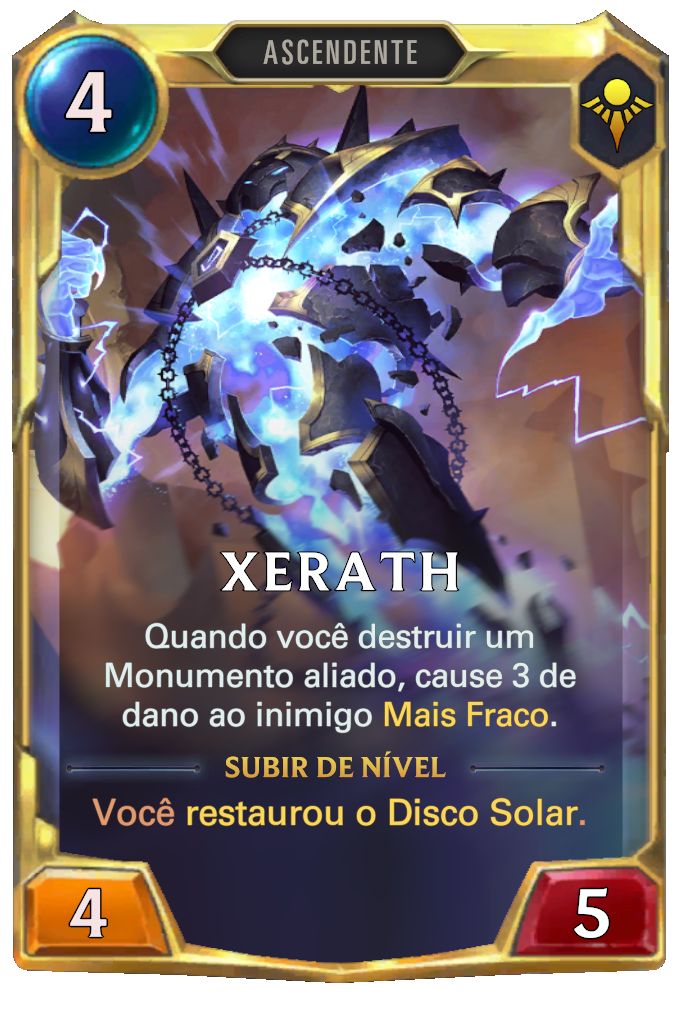 ASCENDENTE
4
XERATH
Quando você destruir um
Monumento aliado, cause 3 de
dano ao inimigo Mais Fraco.
SUBIR DE NÍVEL
Você restaurou o Disco Solar.
4
5